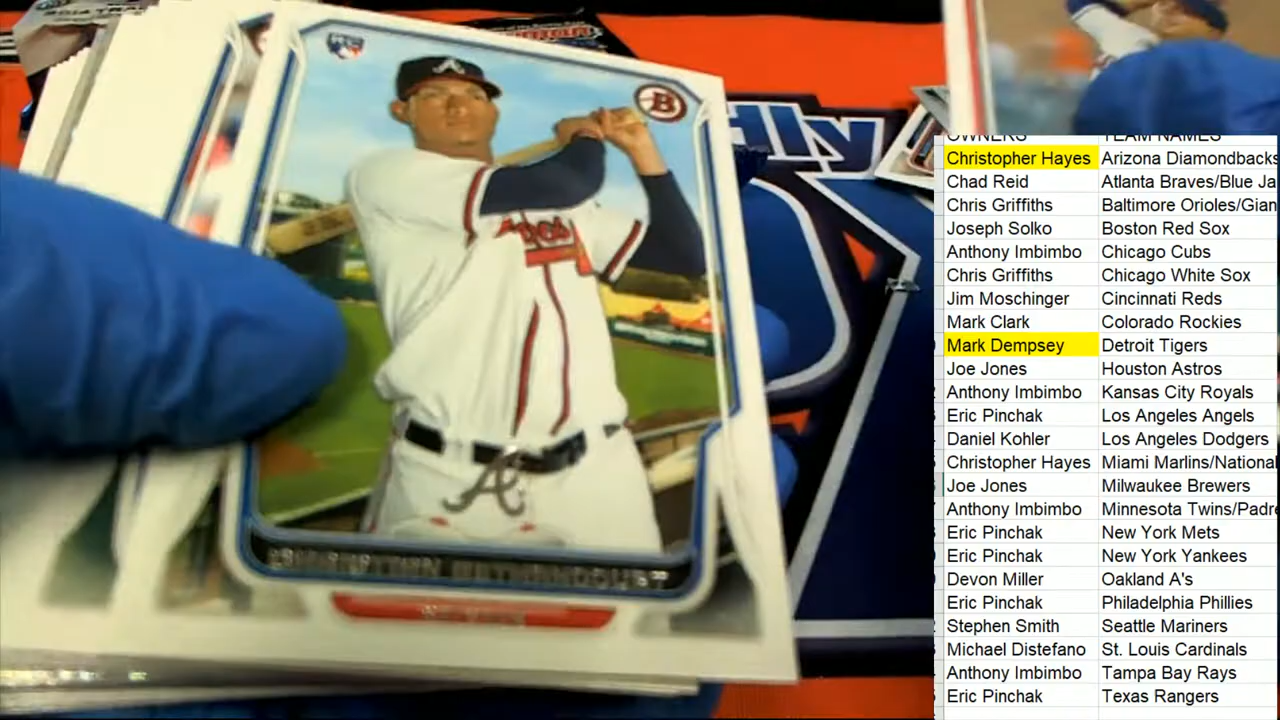 B
A
OWNERS TEAM NAMES
Christopher Hayes Arizona Diamondbacks
Chad Reid Atlanta Braves/Blue Ja
Chris Griffiths Baltimore Orioles/Gian
Joseph Solko Boston Red Sox
Anthony Imbimbo Chicago Cubs
Chris Griffiths Chicago White Sox
Jim Moschinger Cincinnati Reds
Mark Clark Colorado Rockies
Mark Dempsey Detroit Tigers
Joe Jones Houston Astros
Anthony Imbimbo Kansas City Royals
Eric Pinchak Los Angeles Angels
Daniel Kohler Los Angeles Dodgers
Christopher Hayes Miami Marlins/National
Joe Jones Milwaukee Brewers
Anthony Imbimbo Minnesota Twins/Padre
Eric Pinchak New York Mets
Eric Pinchak New York Yankees
Devon Miller Oakland A's
Eric Pinchak Philadelphia Phillies
Stephen Smith Seattle Mariners
Michael Distefano St. Louis Cardinals
Anthony Imbimbo Tampa Bay Rays
Eric Pinchak Texas Rangers